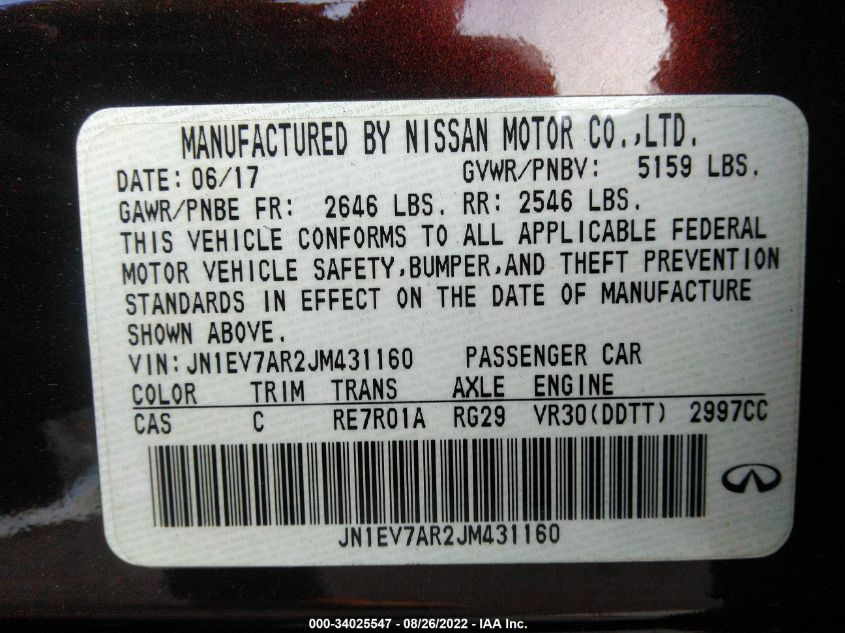 MANUFACTURED BY NISSAN MOTOR CO.,LTD.
DATE: 06/17 GVWR/PNBV: 5159 LBS.
GAWR/PNBE FR: 2646 LBS. RR: 2546 LBS.
THIS VEHICLE CONFORMS TO ALL APPLICABLE FEDERAL
MOTOR VEHICLE SAFETY,BUMPER,AND THEFT PREVENTION
STANDARDS IN EFFECT ON THE DATE OF MANUFACTURE
SHOWN ABOVE.
VIN:JN1EV7AR2JM431160 PASSENGER CAR
COLOR TRIM TRANS AXLE ENGINE
CAS C RE7R01A RG29 VR30(DDTT) 2997CC
JN1EV7AR2JM431160
000-34025547 - 08/26/2022 - IAA Inc.